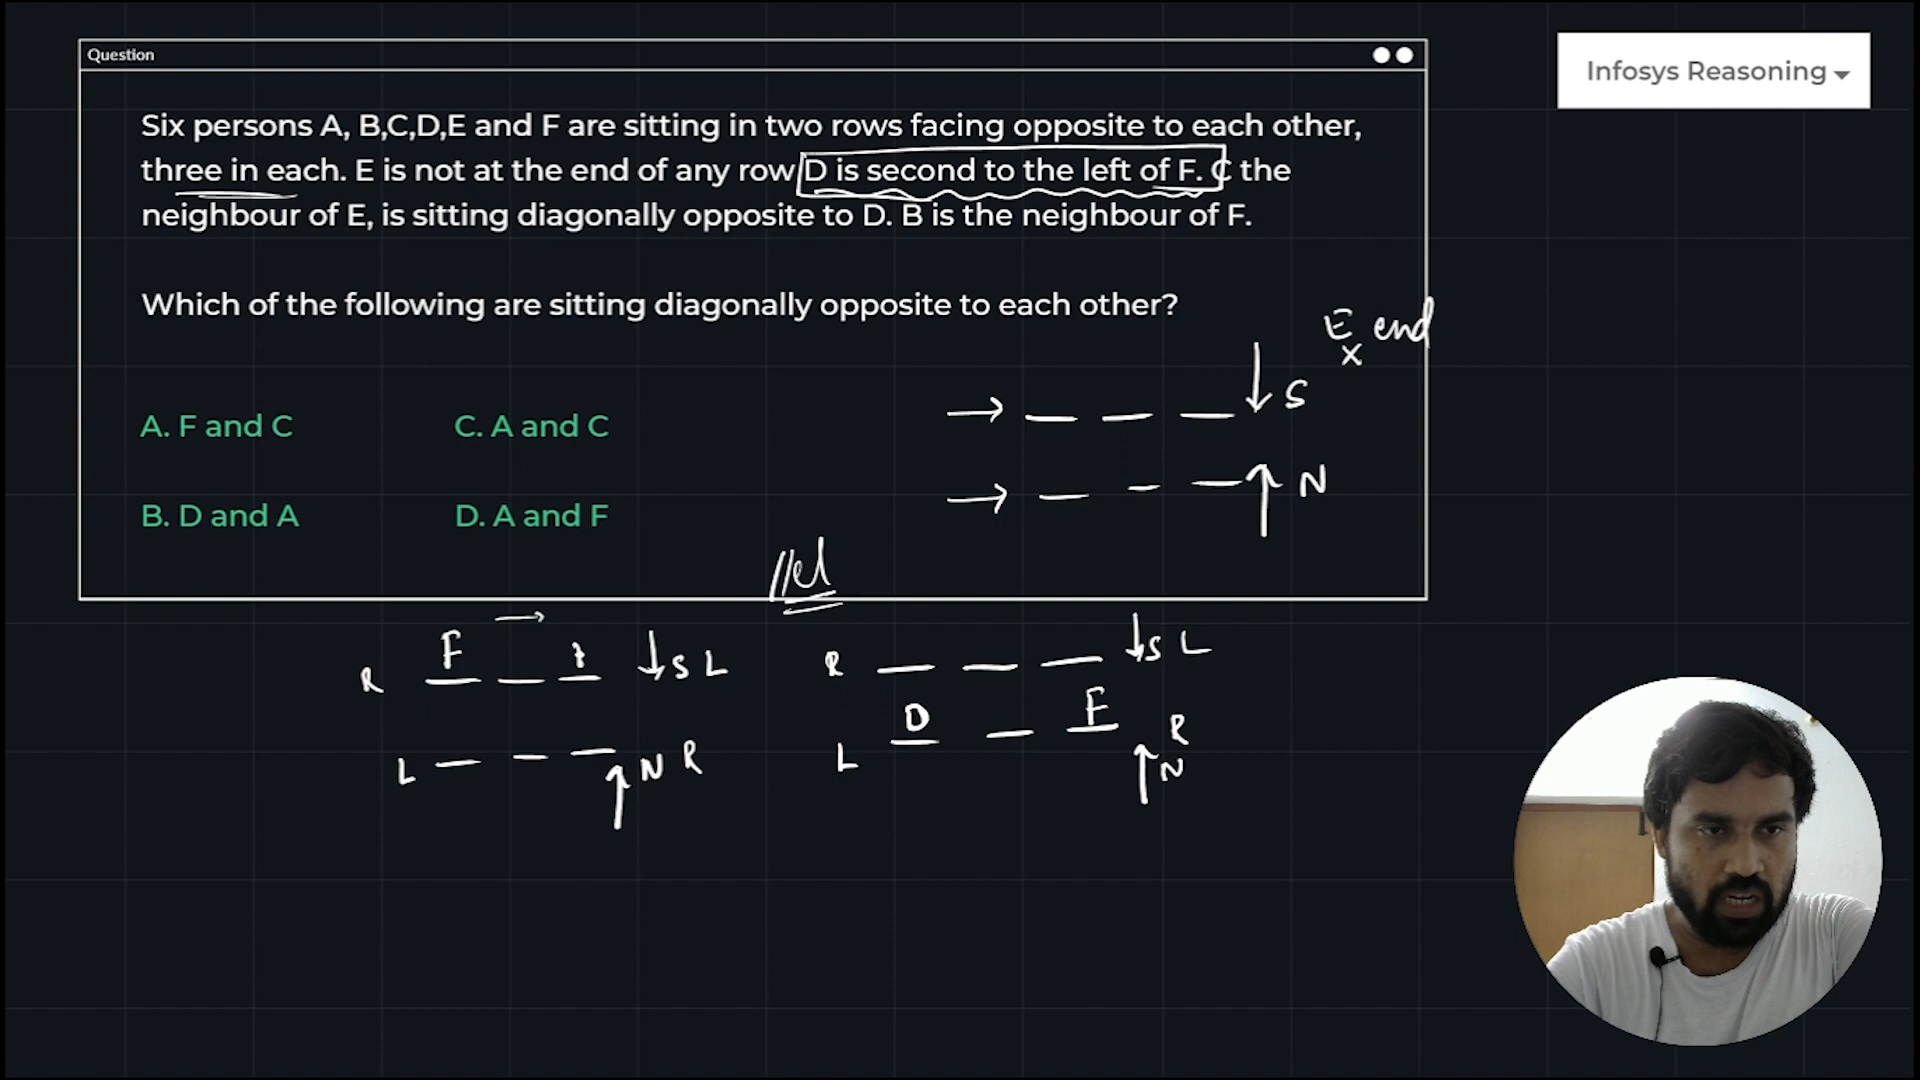 Question
Infosys Reasoning
Six persons A, B,C,D,E and F are sitting in two rows facing opposite to each other,
three in each. E is not at the end of any row D is second to the left of F. C the
neighbour of E, is sitting diagonally opposite to D. B is the neighbour of F.
Which of the following are sitting diagonally opposite to each other?
E end
x
S
A. F and C C. A and C
N
B. D and A D. A and F
//el
F
R S L
R S L
D F
L N R
L R
N